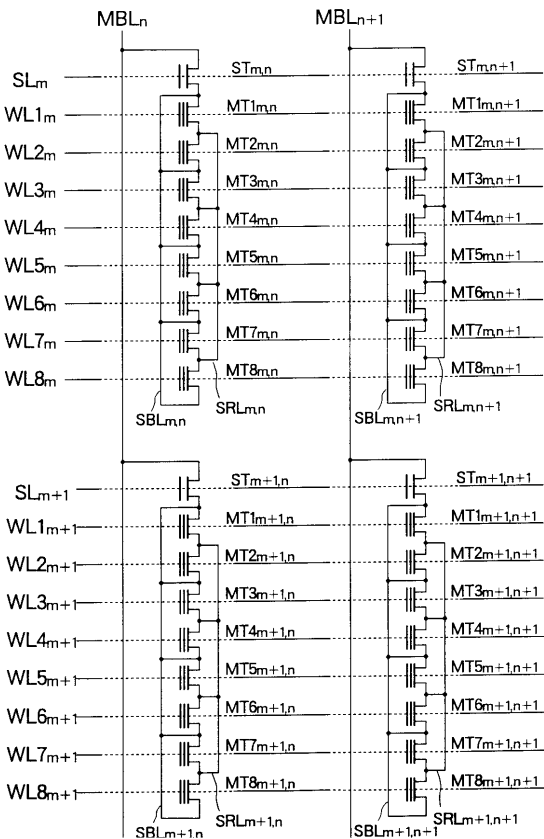 MBLn MBLn+1
SLm STm,n STm,n+1
WL1m MT1m,n MT1m,n+1
WL2m MT2m,n MT2m,n+1
WL3m MT3m,n MT3m,n+1
WL4m MT4m,n MT4m,n+1
WL5m MT5m,n MT5m,n+1
WL6m MT6m,n MT6m,n+1
WL7m MT7m,n MT7m,n+1
WL8m MT8m,n MT8m,n+1
SBLm,n SRLm,n SBLm,n+1 SRLm,n+1
SLm+1 STm+1,n STm+1,n+1
WL1m+1 MT1m+1,n MT1m+1,n+1
WL2m+1 MT2m+1,n MT2m+1,n+1
WL3m+1 MT3m+1,n MT3m+1,n+1
WL4m+1 MT4m+1,n MT4m+1,n+1
WL5m+1 MT5m+1,n MT5m+1,n+1
WL6m+1 MT6m+1,n MT6m+1,n+1
WL7m+1 MT7m+1,n MT7m+1,n+1
WL8m+1 MT8m+1,n MT8m+1,n+1
SBLm+1,n SRLm+1,n SBLm+1,n+1 SRLm+1,n+1